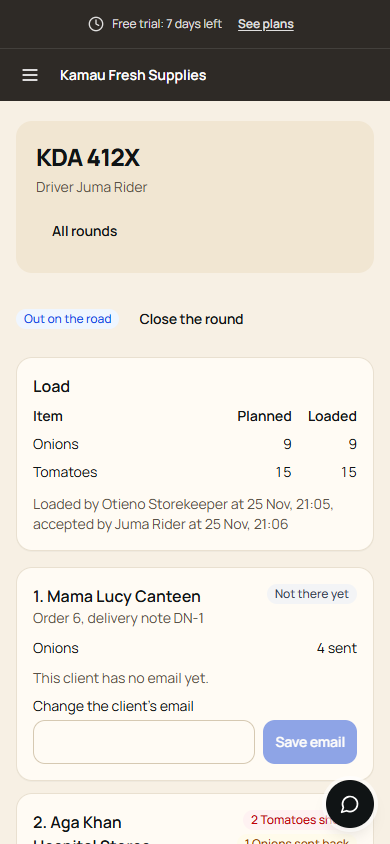 Free trial: 7 days left See plans
Kamau Fresh Supplies
KDA 412X
Driver Juma Rider
All rounds
Out on the road Close the round
Load
Item Planned Loaded
Onions 9 9
Tomatoes 15 15
Loaded by Otieno Storekeeper at 25 Nov, 21:05,
accepted by Juma Rider at 25 Nov, 21:06
1. Mama Lucy Canteen Not there yet
Order 6, delivery note DN-1
Onions 4 sent
This client has no email yet.
Change the client's email
Save email
2. Aga Khan 2 Tomatoes
Hospital Stores 1 Onions sent back